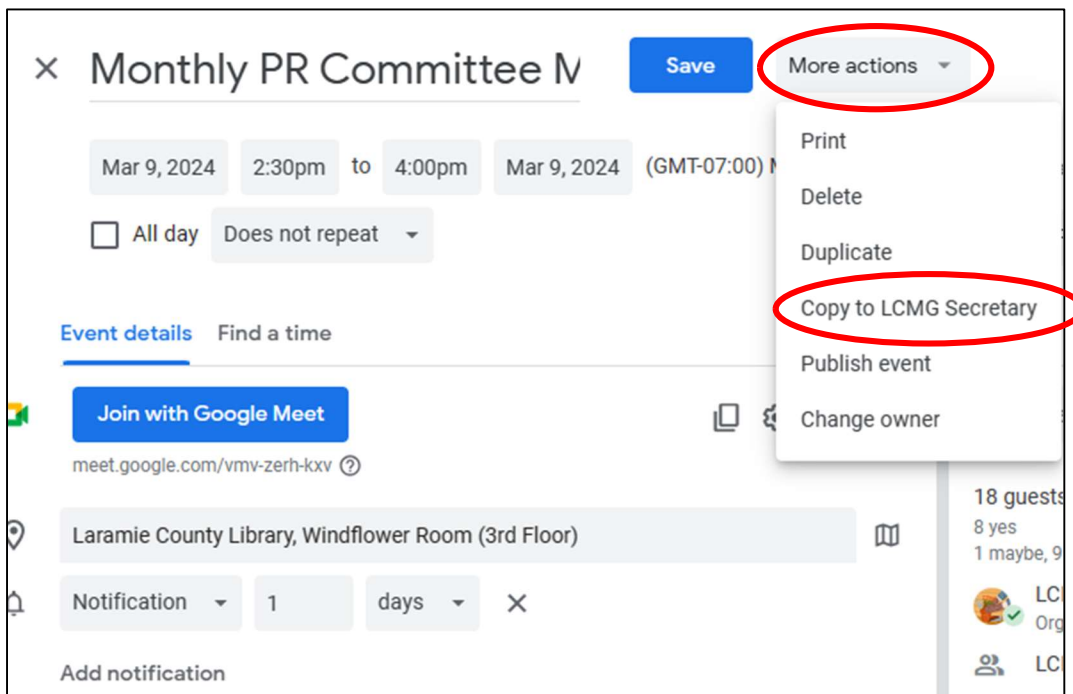 Monthly PR Committee M
Save
More actions
Print
Delete
Duplicate
Copy to LCMG Secretary
Publish event
Change owner
Mar 9, 2024 2:30pm to 4:00pm Mar 9, 2024 (GMT-07:00)
All day Does not repeat
Event details Find a time
Join with Google Meet
meet.google.com/vmv-zerh-kxv
Laramie County Library, Windflower Room (3rd Floor)
Notification 1 days
Add notification
18 guests
8 yes
1 maybe, 9
LC
Org
LC